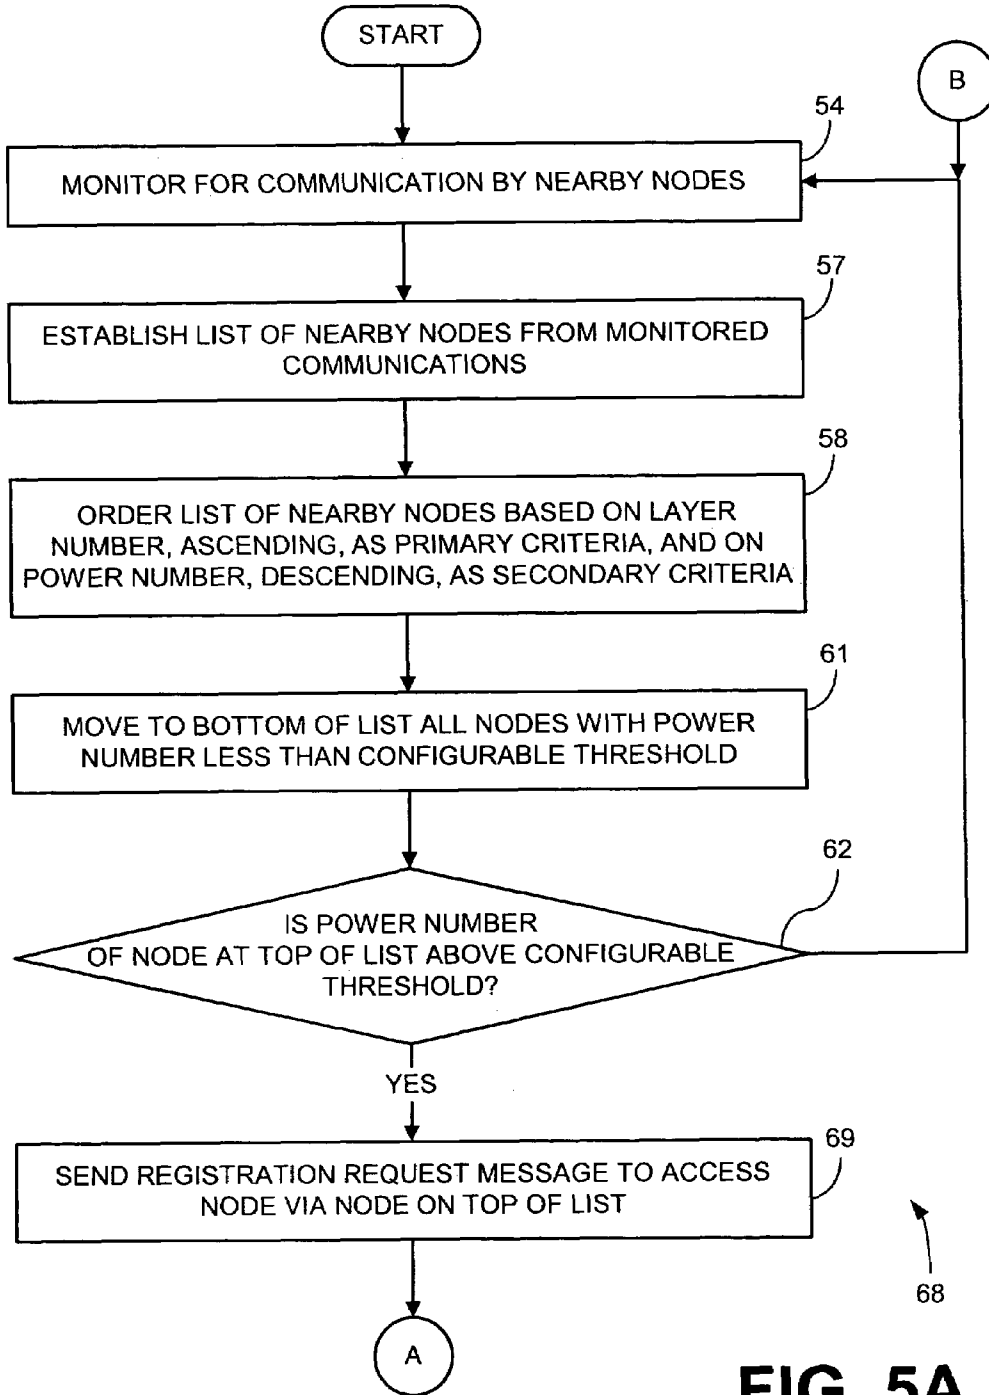 START
B
54
MONITOR FOR COMMUNICATION BY NEARBY NODES
57
ESTABLISH LIST OF NEARBY NODES FROM MONITORED
COMMUNICATIONS
58
ORDER LIST OF NEARBY NODES BASED ON LAYER
NUMBER, ASCENDING, AS PRIMARY CRITERIA, AND ON
POWER NUMBER, DESCENDING, AS SECONDARY CRITERIA
61
MOVE TO BOTTOM OF LIST ALL NODES WITH POWER
NUMBER LESS THAN CONFIGURABLE THRESHOLD
62
IS POWER NUMBER
OF NODE AT TOP OF LIST ABOVE CONFIGURABLE
THRESHOLD?
YES
69
SEND REGISTRATION REQUEST MESSAGE TO ACCESS
NODE VIA NODE ON TOP OF LIST
68
A
FIG. 5A